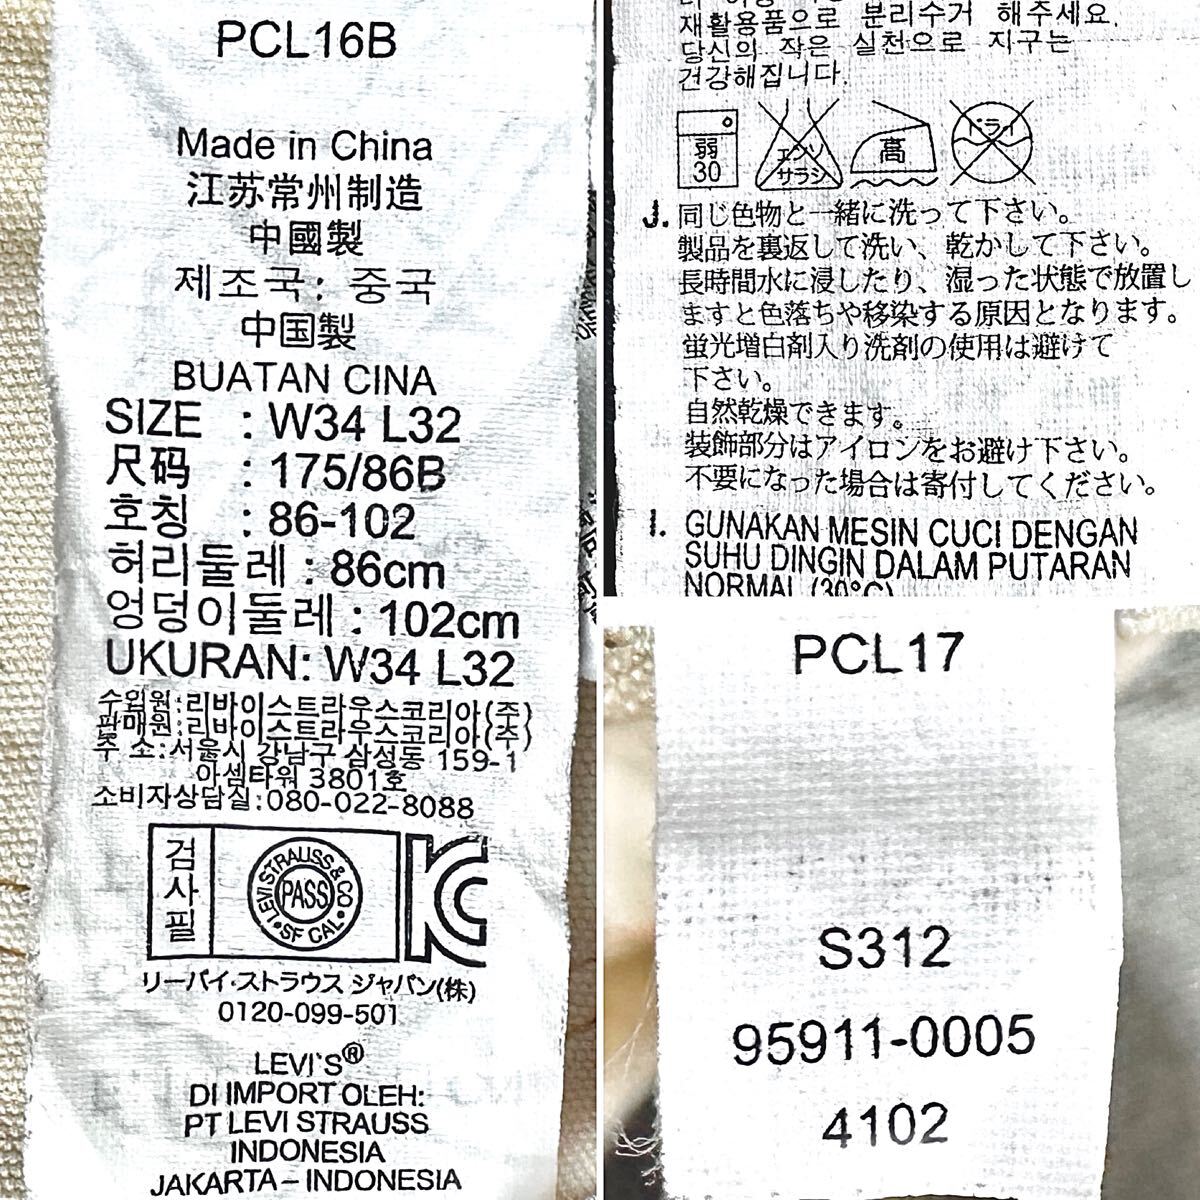 PCL16B
Made in China
江苏常州制造
中國製
제조국: 중국
中国製
BUATAN CINA
SIZE : W34 L32
尺码 : 175/86B
호칭 : 86-102
허리둘레 : 86cm
엉덩이둘레 : 102cm
UKURAN: W34 L32
수입원:리바이스트라우스코리아(주)
판매원:리바이스트라우스코리아(주)
주 소:서울시 강남구 삼성동 159-1
아셈타워 3801호
소비자상담실:080-022-8088
검사필
LEVI STRAUSS & CO
PASS
SF CAL
KC
リーバイ・ストラウス ジャパン(株)
0120-099-501
LEVI'S®
DI IMPORT OLEH:
PT LEVI STRAUSS
INDONESIA
JAKARTA – INDONESIA
재활용품으로 분리수거 해주세요.
당신의 작은 실천으로 지구는
건강해집니다.
弱
30
エンソ
サラシ
高
ドライ
J. 同じ色物と一緒に洗って下さい。
製品を裏返して洗い、乾かして下さい。
長時間水に浸したり、湿った状態で放置し
ますと色落ちや移染する原因となります。
蛍光増白剤入り洗剤の使用は避けて
下さい。
自然乾燥できます。
装飾部分はアイロンをお避け下さい。
不要になった場合は寄付してください。
I. GUNAKAN MESIN CUCI DENGAN
SUHU DINGIN DALAM PUTARAN
NORMAL (30°C)
PCL17
S312
95911-0005
4102